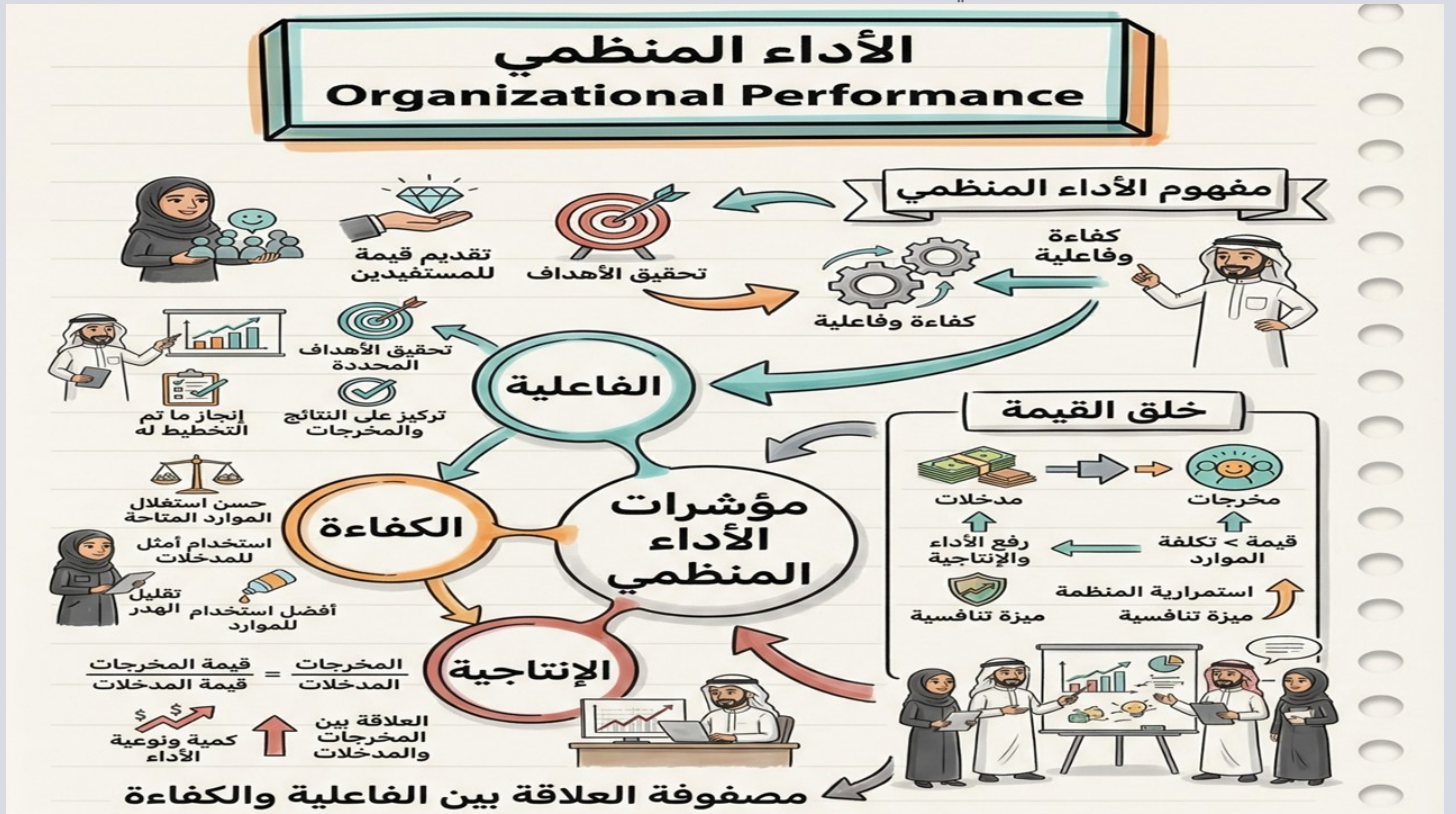 الأداء المنظمي
Organizational Performance
مفهوم الأداء المنظمي
كفاءة
وفاعلية
كفاءة وفاعلية
تحقيق الأهداف
تقديم قيمة
للمستفيدين
الفاعلية
تحقيق الأهداف
المحددة
تركيز على النتائج
والمخرجات
إنجاز ما تم
التخطيط له
مؤشرات
الأداء
المنظمي
الكفاءة
حسن استغلال
الموارد المتاحة
استخدام أمثل
للمدخلات
تقليل
الهدر
أفضل استخدام
للموارد
الإنتاجية
المخرجات
المدخلات
=
قيمة المخرجات
قيمة المدخلات
العلاقة بين
المخرجات
والمدخلات
$ $
كمية ونوعية
الأداء
خلق القيمة
مدخلات
مخرجات
قيمة > تكلفة
الموارد
رفع الأداء
والإنتاجية
استمرارية المنظمة
ميزة تنافسية
ميزة تنافسية
مصفوفة العلاقة بين الفاعلية والكفاءة